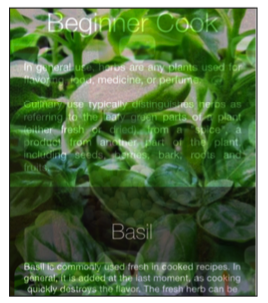 Beginner Cook
In general use, herbs are any plants used for
flavoring food, medicine, or perfume.
Culinary use typically distinguishes herbs as
referring to the leafy green parts of a plant
(either fresh or dried), from a "spice", a
product from another part of the plant,
including seeds, berries, bark, roots and
fruit.
Basil
Basil is commonly used fresh in cooked recipes. In
general, it is added at the last moment, as cooking
quickly destroys the flavor. The fresh herb can be